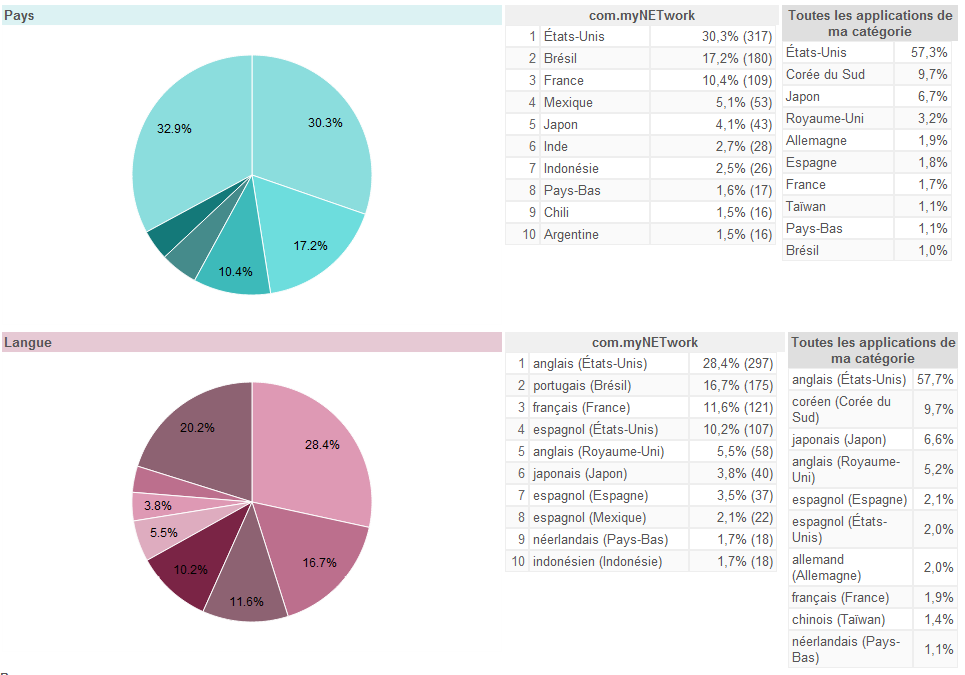 Pays
32.9%
30.3%
17.2%
10.4%
com.myNETwork
1 États-Unis 30,3% (317)
2 Brésil 17,2% (180)
3 France 10,4% (109)
4 Mexique 5,1% (53)
5 Japon 4,1% (43)
6 Inde 2,7% (28)
7 Indonésie 2,5% (26)
8 Pays-Bas 1,6% (17)
9 Chili 1,5% (16)
10 Argentine 1,5% (16)
Toutes les applications de
ma catégorie
États-Unis 57,3%
Corée du Sud 9,7%
Japon 6,7%
Royaume-Uni 3,2%
Allemagne 1,9%
Espagne 1,8%
France 1,7%
Taïwan 1,1%
Pays-Bas 1,1%
Brésil 1,0%
Langue
20.2%
28.4%
3.8%
5.5%
10.2%
16.7%
11.6%
com.myNETwork
1 anglais (États-Unis) 28,4% (297)
2 portugais (Brésil) 16,7% (175)
3 français (France) 11,6% (121)
4 espagnol (États-Unis) 10,2% (107)
5 anglais (Royaume-Uni) 5,5% (58)
6 japonais (Japon) 3,8% (40)
7 espagnol (Espagne) 3,5% (37)
8 espagnol (Mexique) 2,1% (22)
9 néerlandais (Pays-Bas) 1,7% (18)
10 indonésien (Indonésie) 1,7% (18)
Toutes les applications de
ma catégorie
anglais (États-Unis) 57,7%
coréen (Corée du
Sud) 9,7%
japonais (Japon) 6,6%
anglais (Royaume-
Uni) 5,2%
espagnol (Espagne) 2,1%
espagnol (États-
Unis) 2,0%
allemand
(Allemagne) 2,0%
français (France) 1,9%
chinois (Taïwan) 1,4%
néerlandais (Pays-
Bas) 1,1%